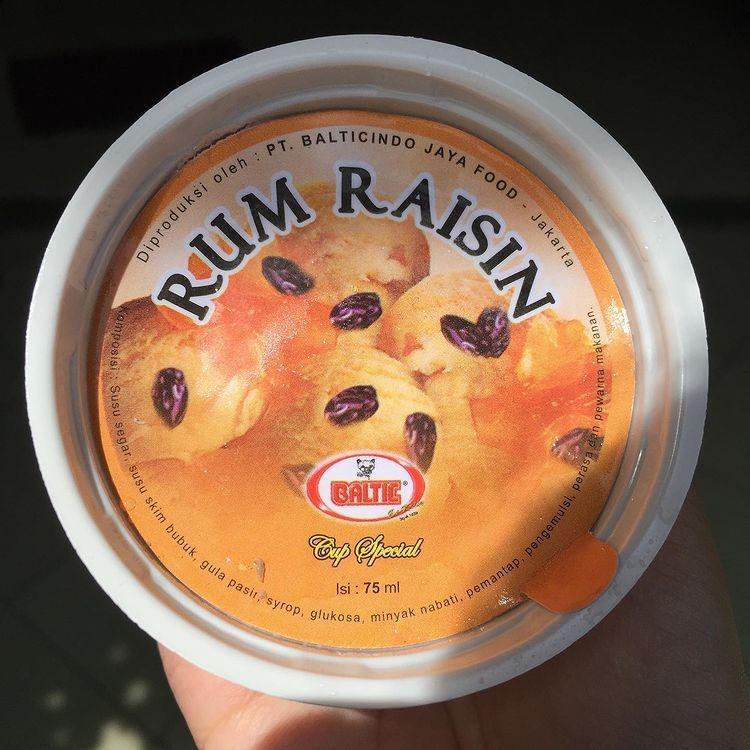 Diproduksi oleh : PT. BALTICINDO JAYA FOOD - Jakarta
RUM RAISIN
BALTIC ®
Cup Special
Isi : 75 ml
Komposisi : Susu segar, susu skim bubuk, gula pasir, syrop, glukosa, minyak nabati, pemantap, pengemulsi, perasa dan pewarna makanan.